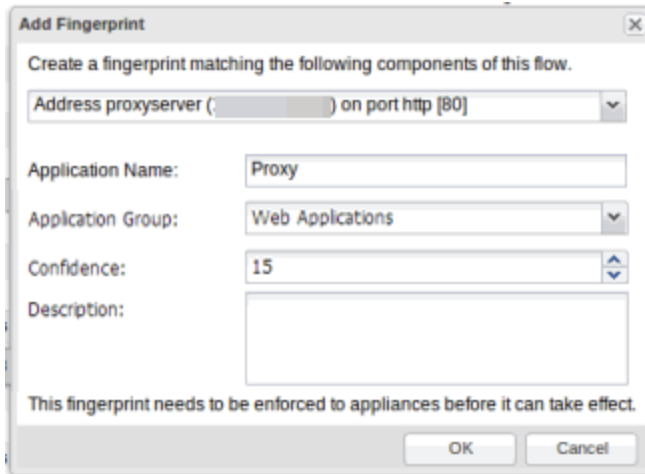 Add Fingerprint
Create a fingerprint matching the following components of this flow.
Address proxyserver ( ) on port http [80]
Application Name: Proxy
Application Group: Web Applications
Confidence: 15
Description:
This fingerprint needs to be enforced to appliances before it can take effect.
OK Cancel